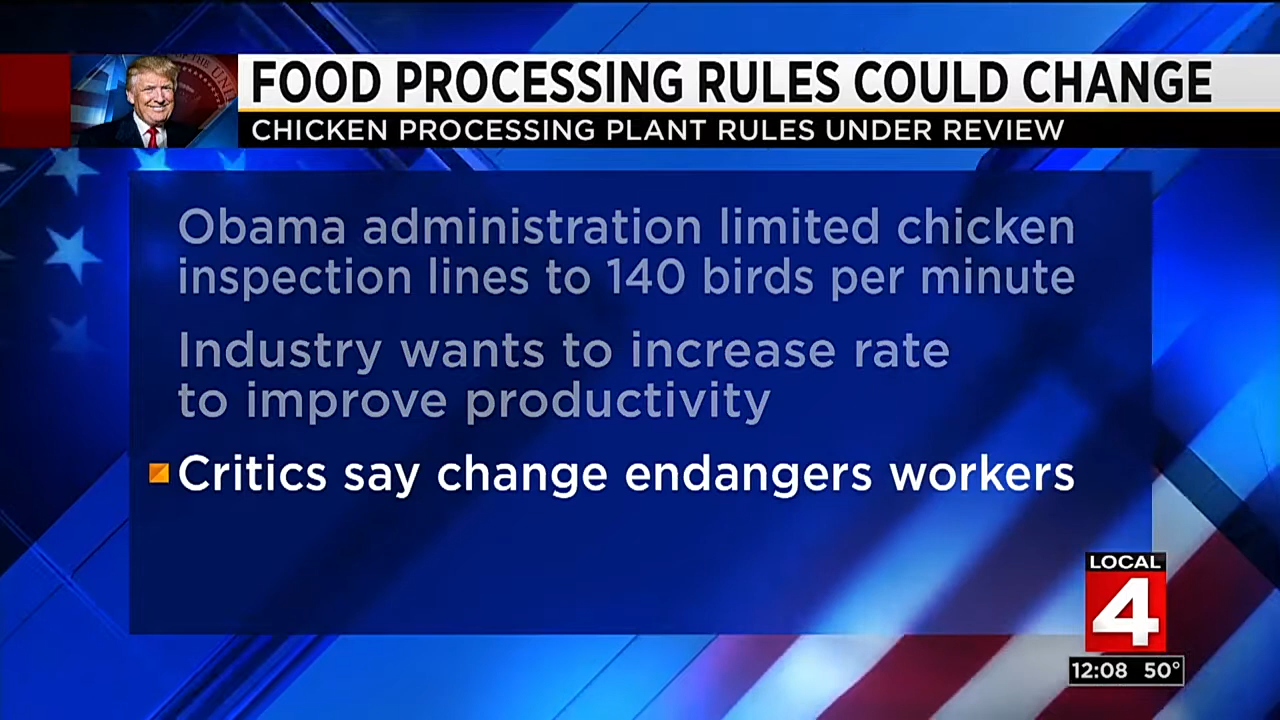 FOOD PROCESSING RULES COULD CHANGE
CHICKEN PROCESSING PLANT RULES UNDER REVIEW
Obama administration limited chicken
inspection lines to 140 birds per minute
Industry wants to increase rate
to improve productivity
Critics say change endangers workers
LOCAL
4
12:08 50°